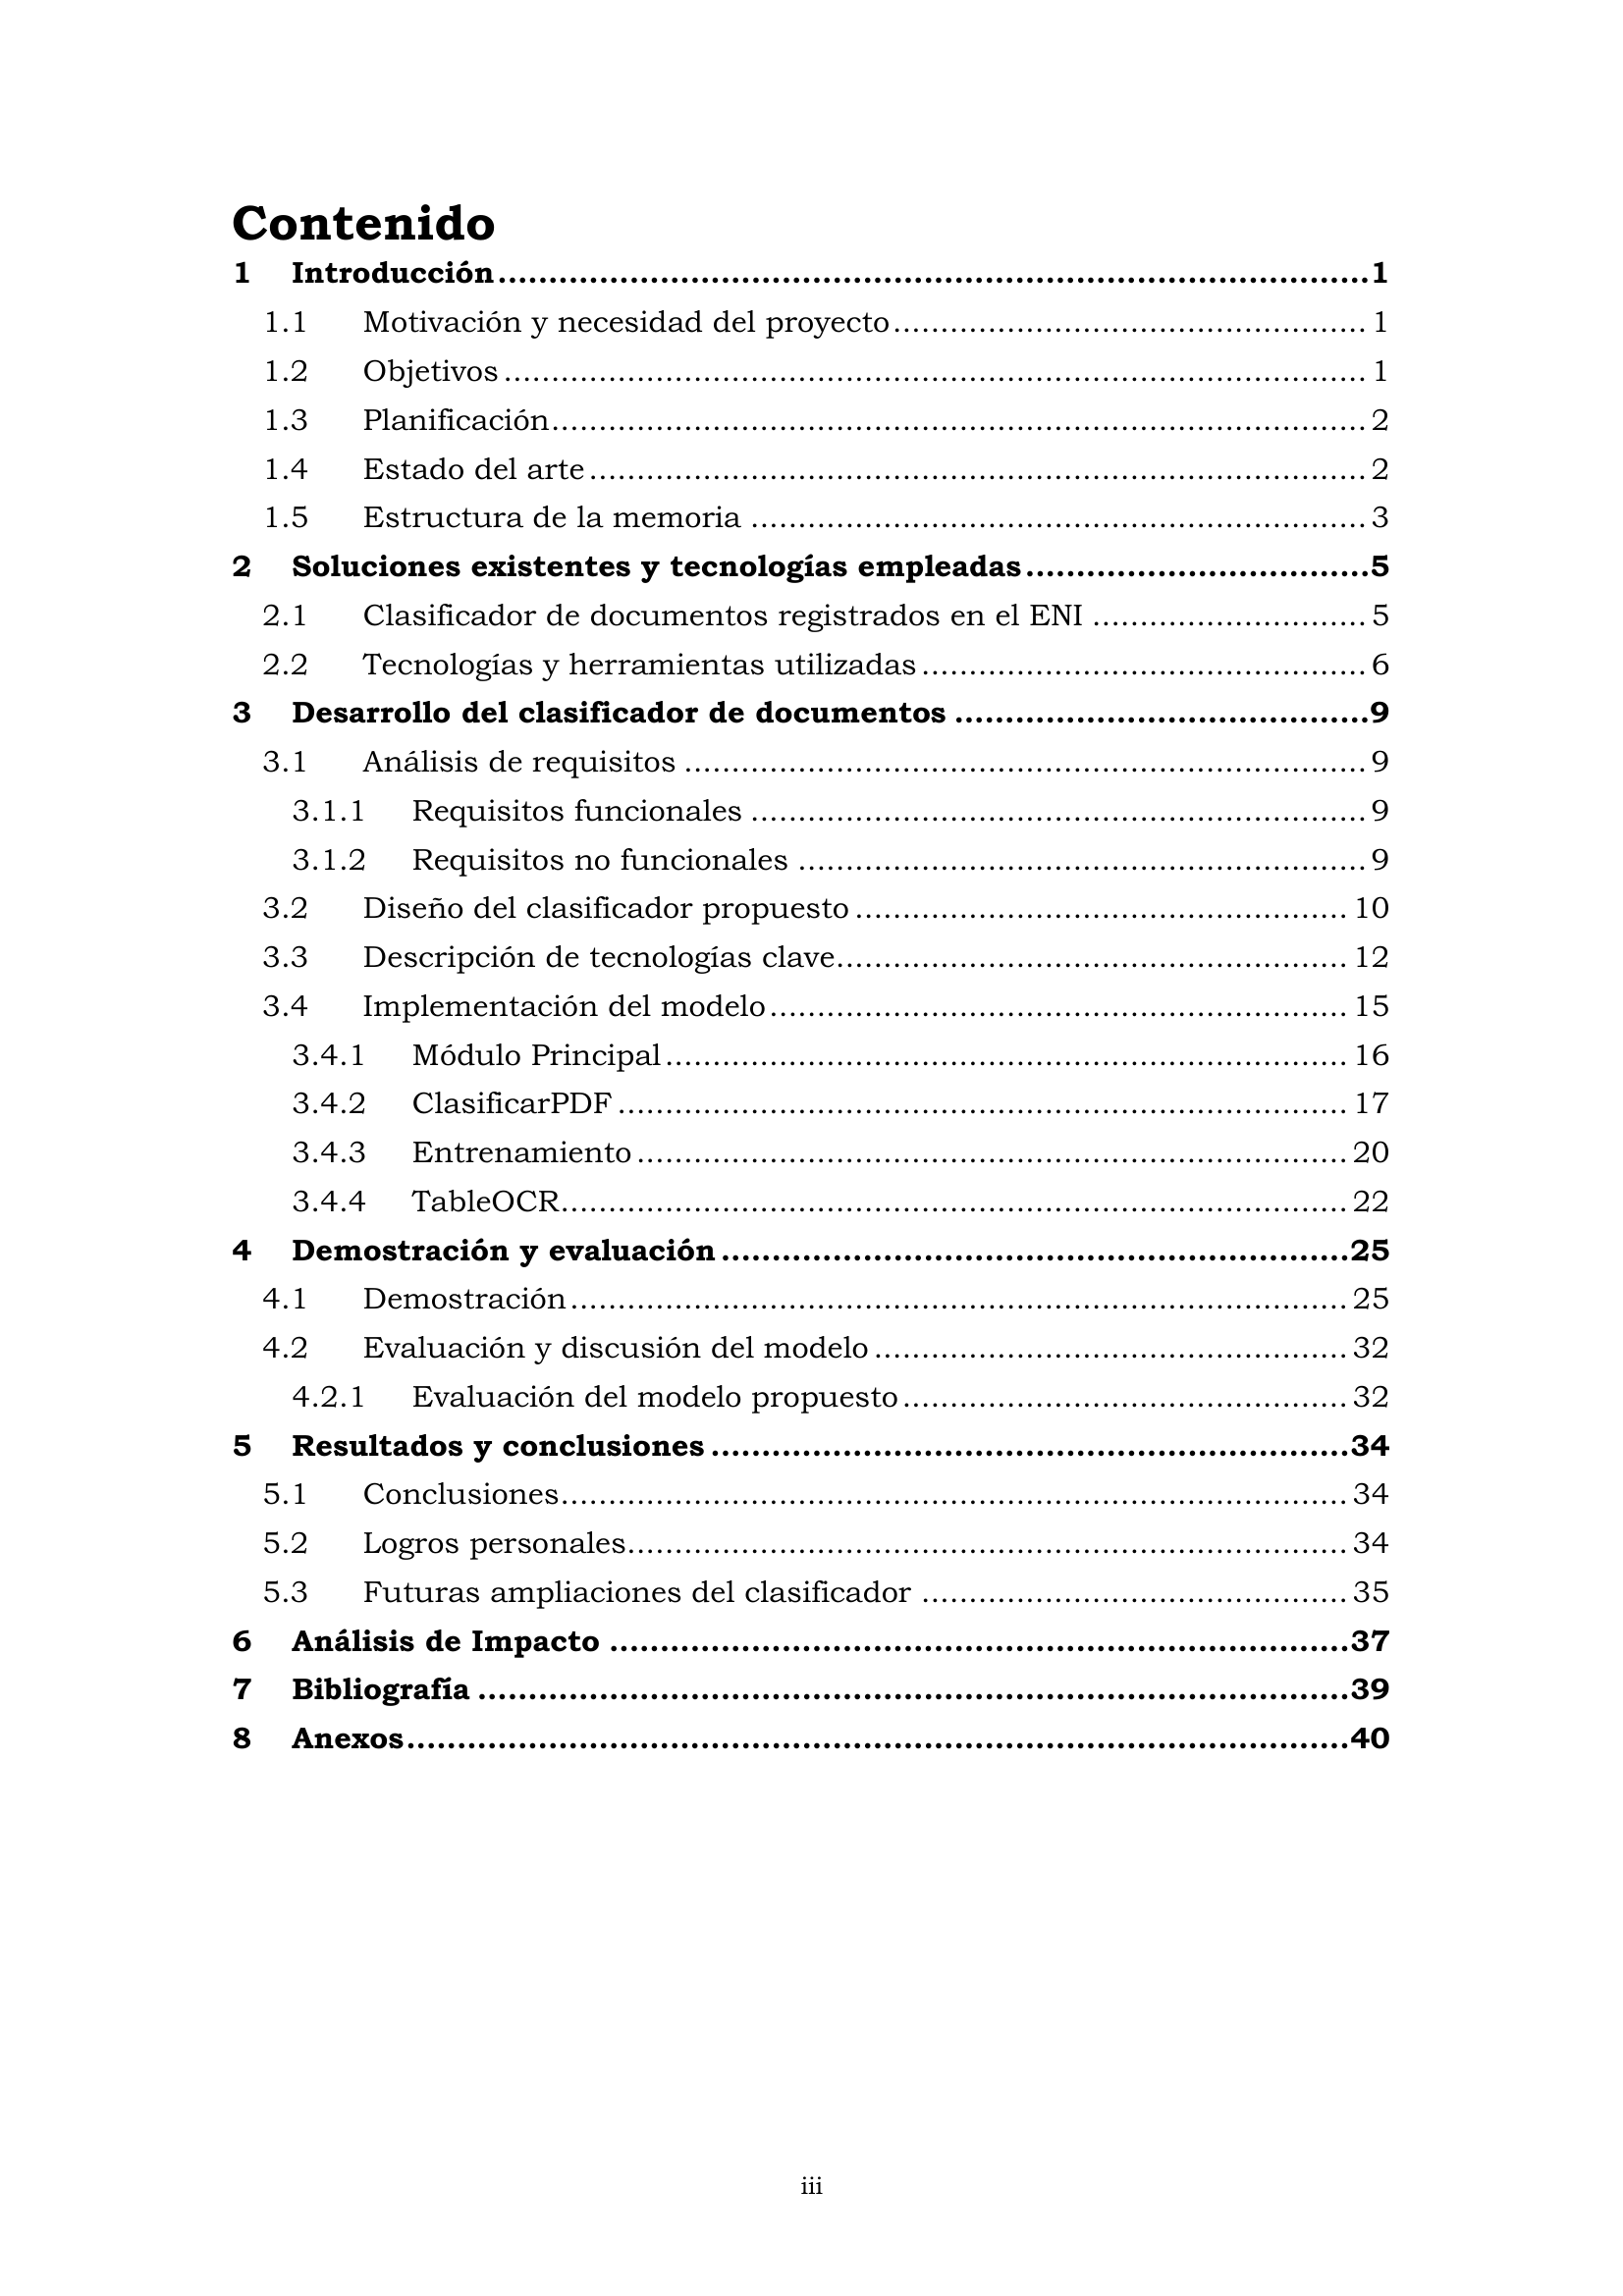 Contenido
1 Introducción ........ 1
1.1 Motivación y necesidad del proyecto ........ 1
1.2 Objetivos ........ 1
1.3 Planificación ........ 2
1.4 Estado del arte ........ 2
1.5 Estructura de la memoria ........ 3
2 Soluciones existentes y tecnologías empleadas ........ 5
2.1 Clasificador de documentos registrados en el ENI ........ 5
2.2 Tecnologías y herramientas utilizadas ........ 6
3 Desarrollo del clasificador de documentos ........ 9
3.1 Análisis de requisitos ........ 9
3.1.1 Requisitos funcionales ........ 9
3.1.2 Requisitos no funcionales ........ 9
3.2 Diseño del clasificador propuesto ........ 10
3.3 Descripción de tecnologías clave ........ 12
3.4 Implementación del modelo ........ 15
3.4.1 Módulo Principal ........ 16
3.4.2 ClasificarPDF ........ 17
3.4.3 Entrenamiento ........ 20
3.4.4 TableOCR ........ 22
4 Demostración y evaluación ........ 25
4.1 Demostración ........ 25
4.2 Evaluación y discusión del modelo ........ 32
4.2.1 Evaluación del modelo propuesto ........ 32
5 Resultados y conclusiones ........ 34
5.1 Conclusiones ........ 34
5.2 Logros personales ........ 34
5.3 Futuras ampliaciones del clasificador ........ 35
6 Análisis de Impacto ........ 37
7 Bibliografía ........ 39
8 Anexos ........ 40
iii